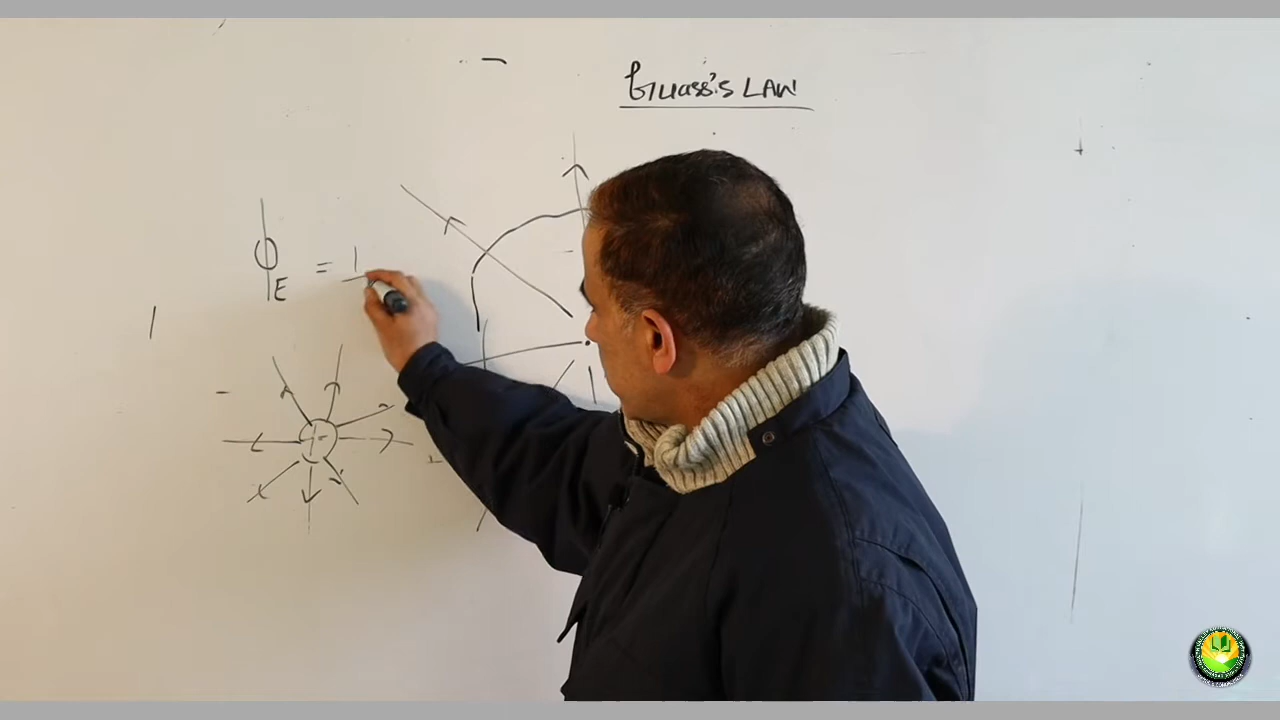 Guass's LAW
ϕE = 1
+